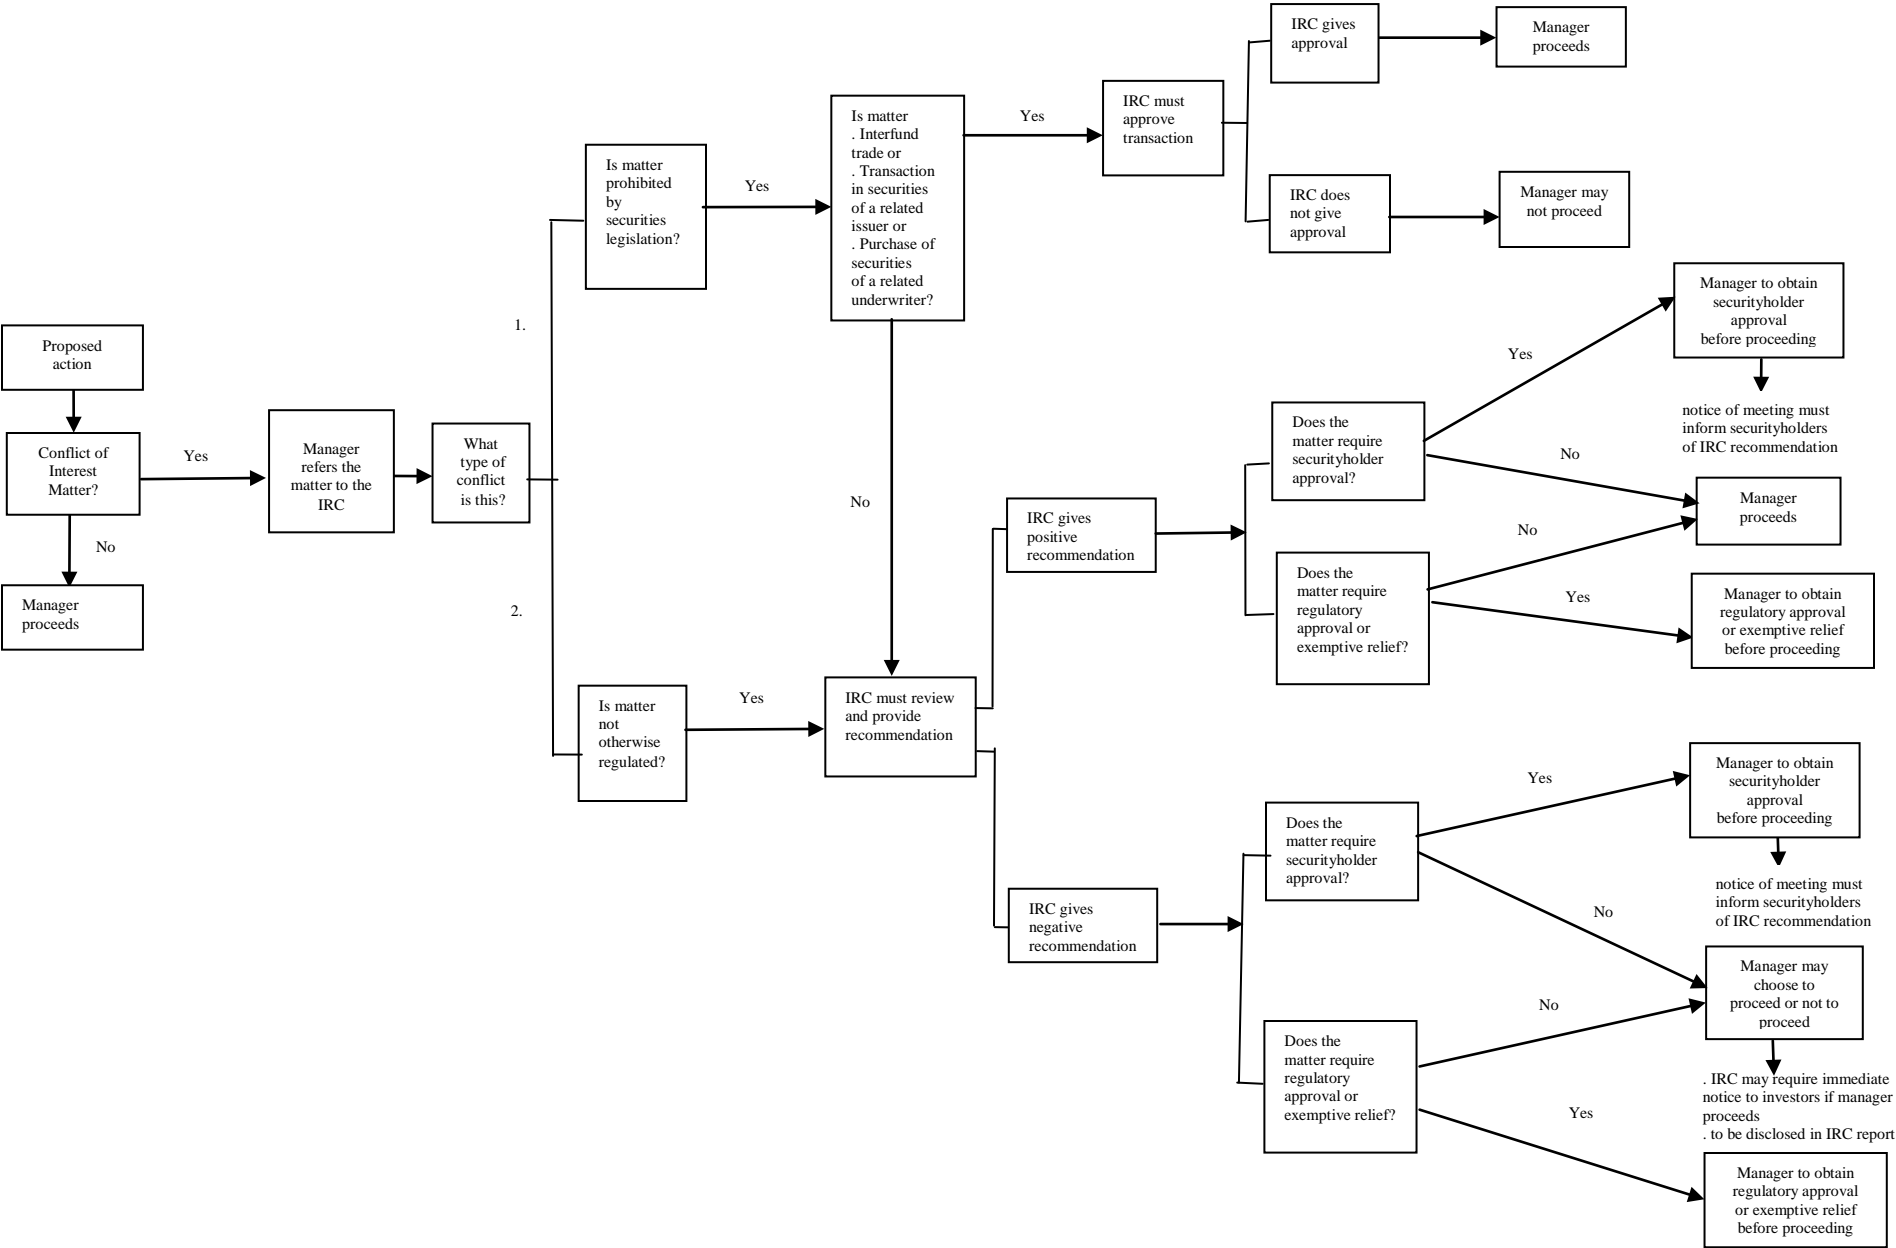 Proposed
action
Conflict of
Interest
Matter?
Yes
No
Manager
proceeds
Manager
refers the
matter to the
IRC
What
type of
conflict
is this?
1.
2.
Is matter
prohibited
by
securities
legislation?
Yes
Is matter
. Interfund
trade or
. Transaction
in securities
of a related
issuer or
. Purchase of
securities
of a related
underwriter?
Yes
No
IRC must
approve
transaction
IRC gives
approval
Manager
proceeds
IRC does
not give
approval
Manager may
not proceed
Is matter
not
otherwise
regulated?
Yes
IRC must review
and provide
recommendation
IRC gives
positive
recommendation
Does the
matter require
securityholder
approval?
Yes
Manager to obtain
securityholder
approval
before proceeding
notice of meeting must
inform securityholders
of IRC recommendation
No
Manager
proceeds
Does the
matter require
regulatory
approval or
exemptive relief?
No
Yes
Manager to obtain
regulatory approval
or exemptive relief
before proceeding
IRC gives
negative
recommendation
Does the
matter require
securityholder
approval?
Yes
Manager to obtain
securityholder
approval
before proceeding
notice of meeting must
inform securityholders
of IRC recommendation
No
Manager may
choose to
proceed or not to
proceed
. IRC may require immediate
notice to investors if manager
proceeds
. to be disclosed in IRC report
Does the
matter require
regulatory
approval or
exemptive relief?
No
Yes
Manager to obtain
regulatory approval
or exemptive relief
before proceeding